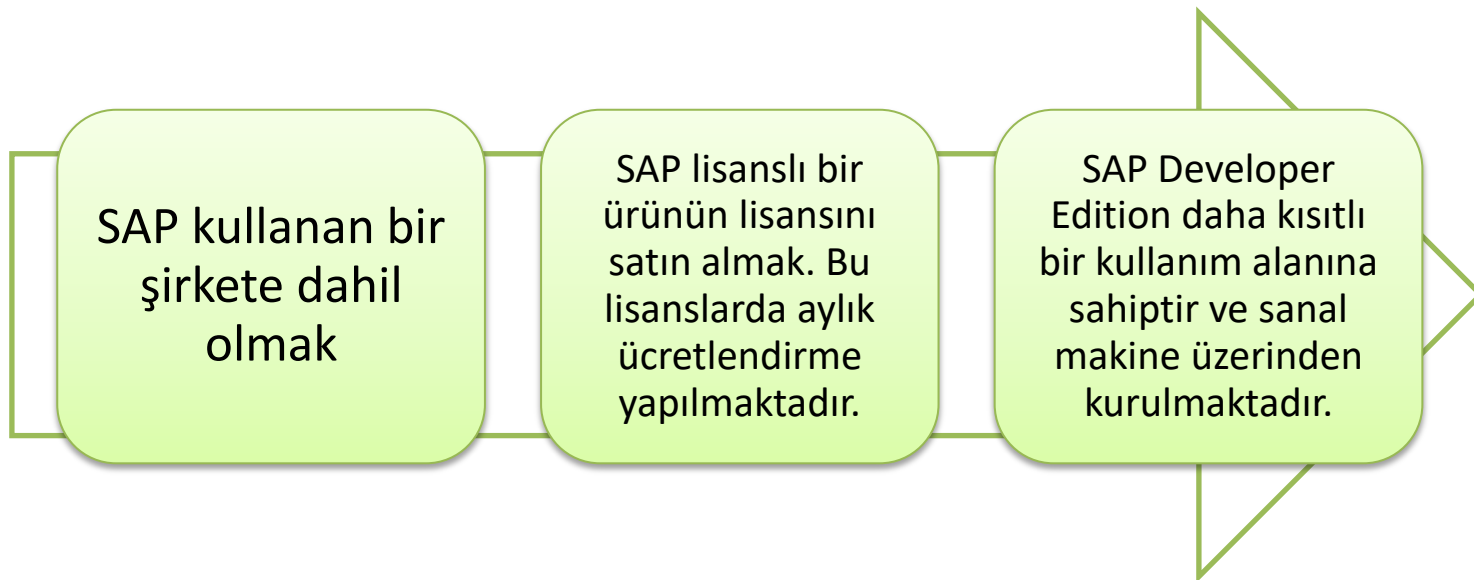 SAP kullanan bir
şirkete dahil
olmak
SAP lisanslı bir
ürünün lisansını
satın almak. Bu
lisanslarda aylık
ücretlendirme
yapılmaktadır.
SAP Developer
Edition daha kısıtlı
bir kullanım alanına
sahiptir ve sanal
makine üzerinden
kurulmaktadır.